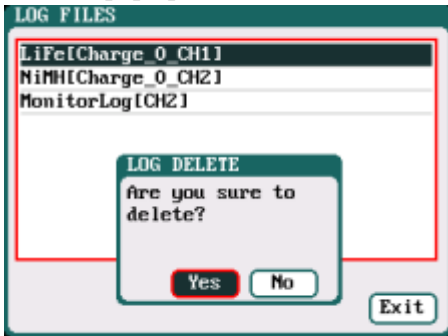 LOG FILES
LiFe[Charge_0_CH1]
NiMH[Charge_0_CH2]
MonitorLog[CH2]
LOG DELETE
Are you sure to
delete?
Yes No
Exit